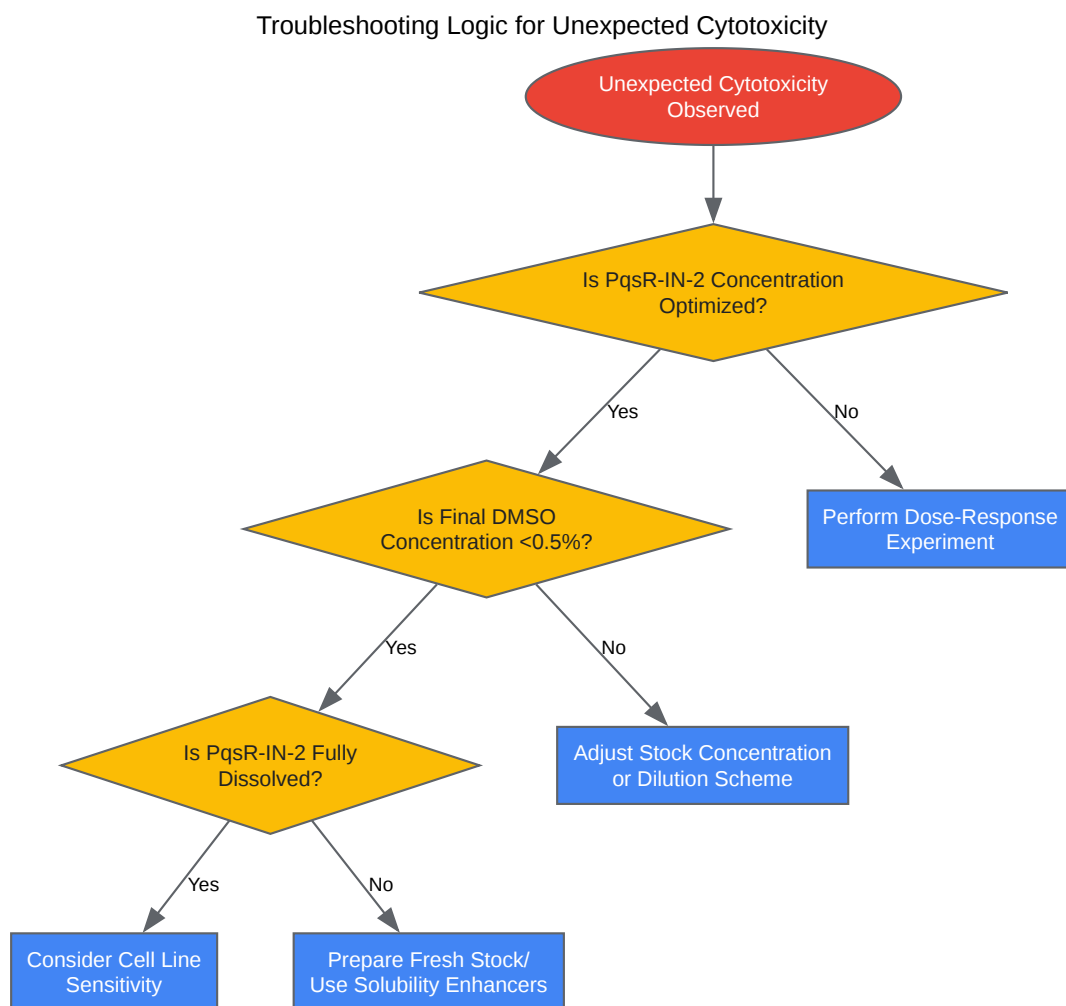 Troubleshooting Logic for Unexpected Cytotoxicity
Unexpected Cytotoxicity
Observed
Is PqsR-IN-2 Concentration
Optimized?
Yes
No
Is Final DMSO
Concentration <0.5%?
Perform Dose-Response
Experiment
Yes
No
Is PqsR-IN-2 Fully
Dissolved?
Adjust Stock Concentration
or Dilution Scheme
Yes
No
Consider Cell Line
Sensitivity
Prepare Fresh Stock/
Use Solubility Enhancers